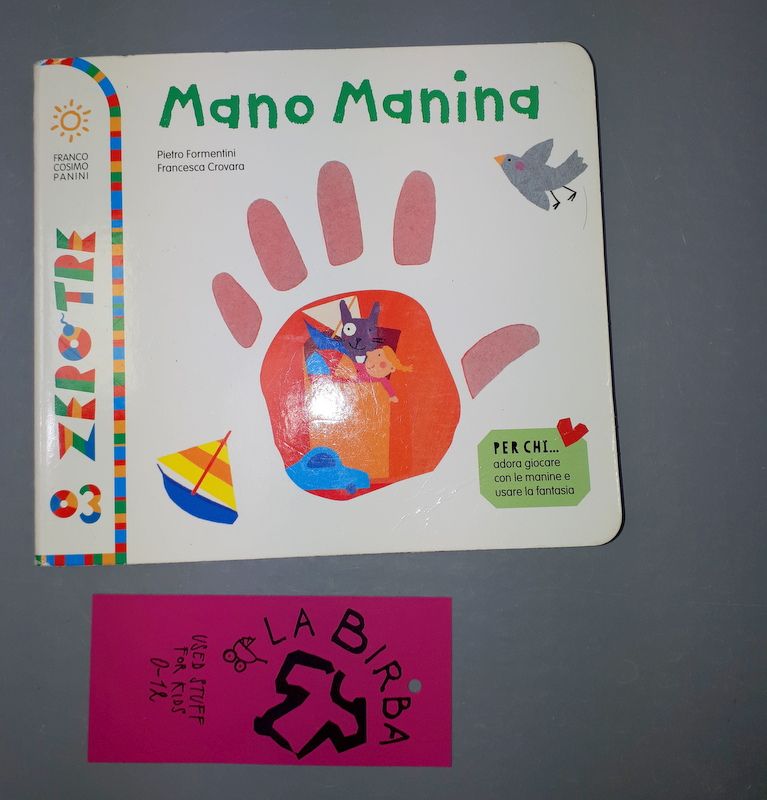 Mano Manina
Pietro Formentini
Francesca Crovara
FRANCO
COSIMO
PANINI
ZEROTRE
03
PER CHI...
adora giocare
con le manine e
usare la fantasia
LA BIRBA
USED STUFF
FOR KIDS
0-12